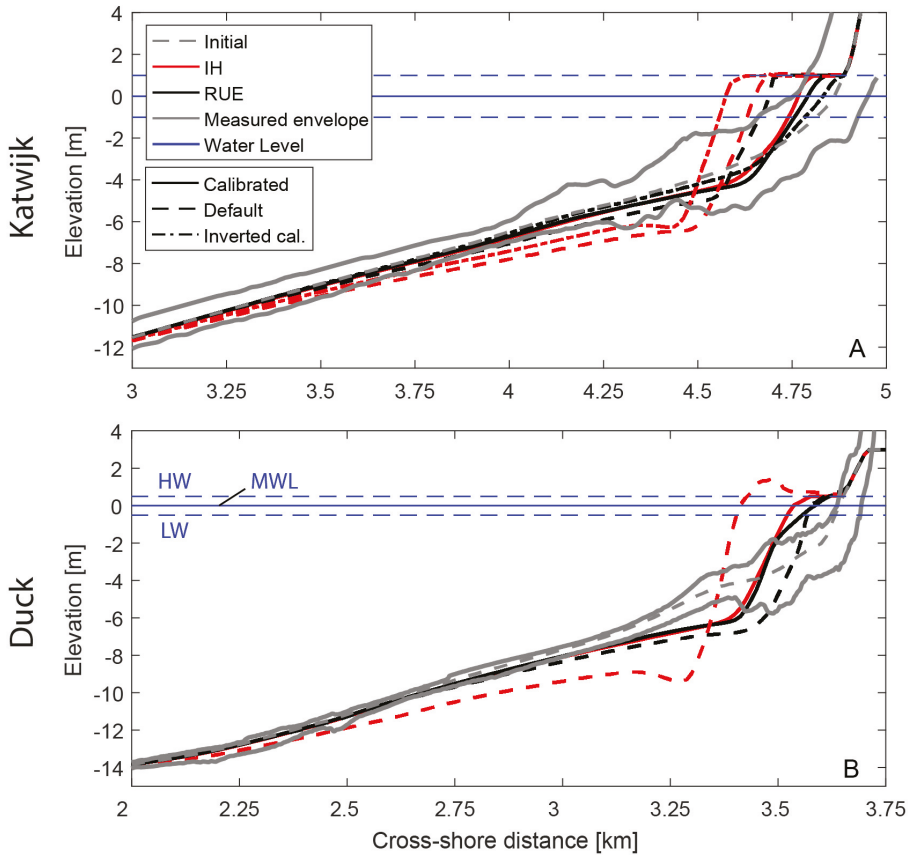 Katwijk
Elevation [m]
4
2
0
-2
-4
-6
-8
-10
-12
Initial
IH
RUE
Measured envelope
Water Level
Calibrated
Default
Inverted cal.
A
3 3.25 3.5 3.75 4 4.25 4.5 4.75 5
Duck
Elevation [m]
4
2
0
-2
-4
-6
-8
-10
-12
-14
HW MWL
LW
B
2 2.25 2.5 2.75 3 3.25 3.5 3.75
Cross-shore distance [km]